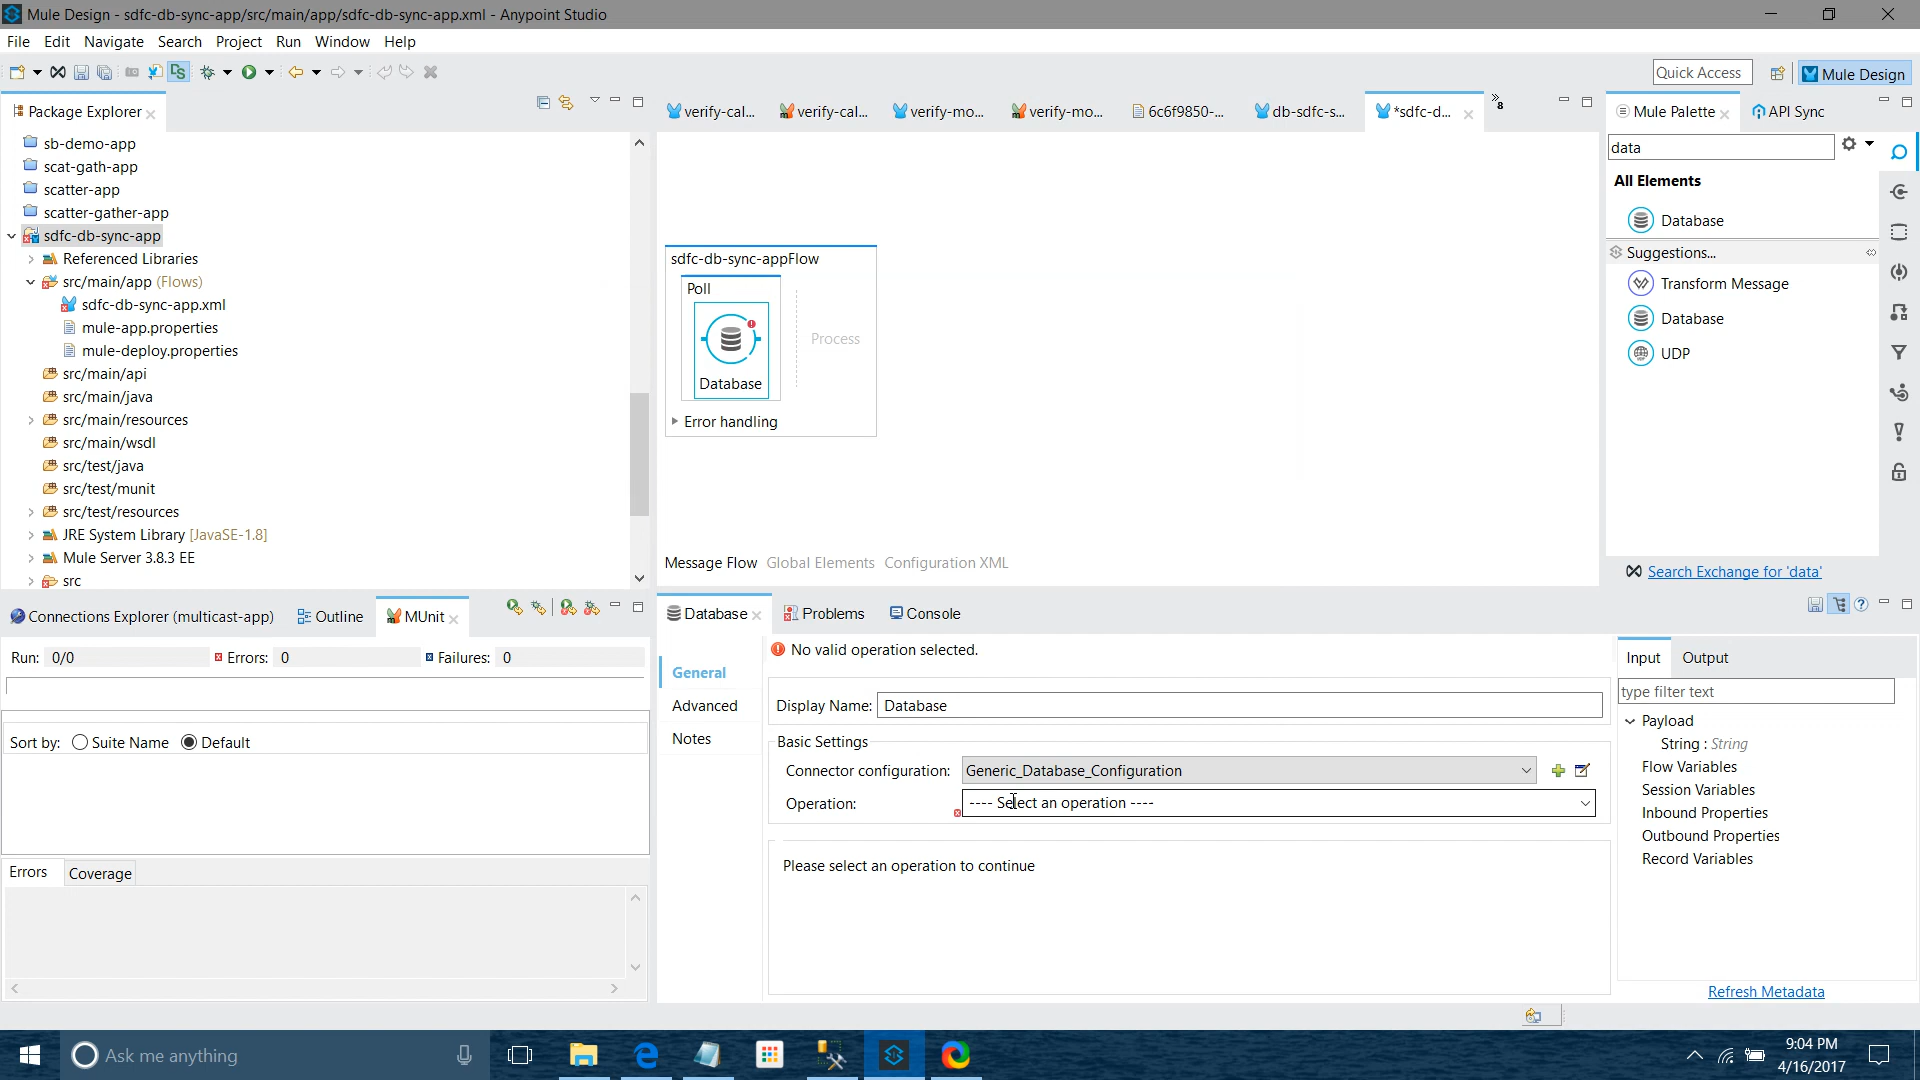 Mule Design - sdfc-db-sync-app/src/main/app/sdfc-db-sync-app.xml - Anypoint Studio
File Edit Navigate Search Project Run Window Help
Quick Access
Mule Design
Package Explorer
sb-demo-app
scat-gath-app
scatter-app
scatter-gather-app
sdfc-db-sync-app
Referenced Libraries
src/main/app (Flows)
sdfc-db-sync-app.xml
mule-app.properties
mule-deploy.properties
src/main/api
src/main/java
src/main/resources
src/main/wsdl
src/test/java
src/test/munit
src/test/resources
JRE System Library [JavaSE-1.8]
Mule Server 3.8.3 EE
src
verify-cal... verify-cal... verify-mo... verify-mo... 6c6f9850-... db-sdfc-s... *sdfc-d... »8
sdfc-db-sync-appFlow
Poll
Process
Database
Error handling
Message Flow Global Elements Configuration XML
Mule Palette API Sync
data
All Elements
Database
Suggestions...
Transform Message
Database
UDP
Search Exchange for 'data'
Connections Explorer (multicast-app) Outline MUnit
Run: 0/0 Errors: 0 Failures: 0
Sort by: Suite Name Default
Errors Coverage
Database Problems Console
General
Advanced
Notes
No valid operation selected.
Display Name: Database
Basic Settings
Connector configuration: Generic_Database_Configuration
Operation: ---- Select an operation ----
Please select an operation to continue
Input Output
type filter text
Payload
String : String
Flow Variables
Session Variables
Inbound Properties
Outbound Properties
Record Variables
Refresh Metadata
Ask me anything
9:04 PM
4/16/2017